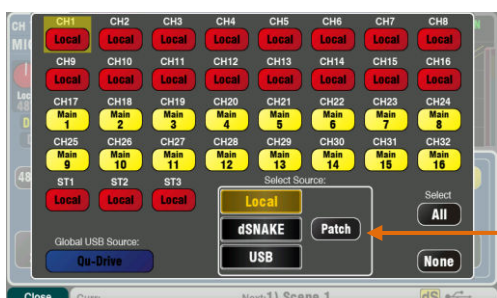 CH1 CH2 CH3 CH4 CH5 CH6 CH7 CH8
Local Local Local Local Local Local Local Local
CH9 CH10 CH11 CH12 CH13 CH14 CH15 CH16
Local Local Local Local Local Local Local Local
CH17 CH18 CH19 CH20 CH21 CH22 CH23 CH24
Main Main Main Main Main Main Main Main
1 2 3 4 5 6 7 8
CH25 CH26 CH27 CH28 CH29 CH30 CH31 CH32
Main Main Main Main Main Main Main Main
9 10 11 12 13 14 15 16
ST1 ST2 ST3 Select Source:
Local Local Local Local
Select
All
dSNAKE Patch
Global USB Source:
Qu-Drive USB None
Close Next:1) Scene 1 dS